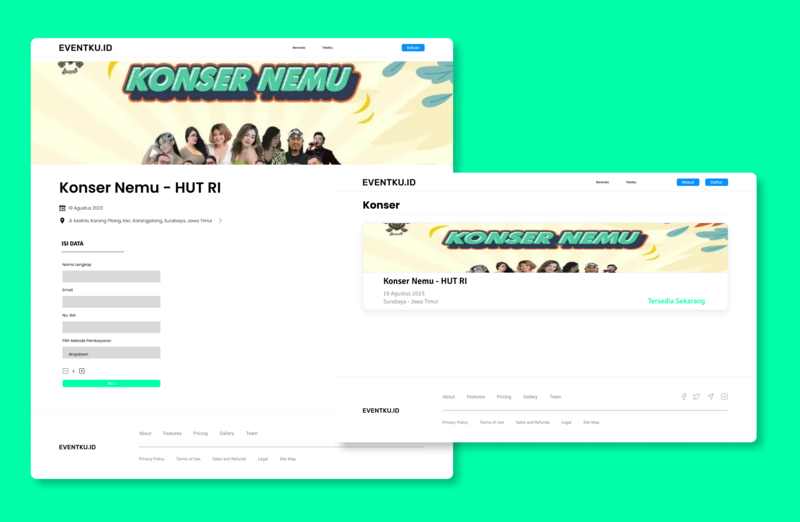 EVENTKU.ID
Beranda Tiketku Keluar
KONSER NEMU
Konser Nemu - HUT RI
19 Agustus 2023
Jl. Kastrio Karang Pilang, Kec. Karangpilang, Surabaya, Jawa Timur
ISI DATA
Nama Lengkap
Email
No. WA
Pilih Metode Pembayaran
dropdown
1
BELI
EVENTKU.ID
About Features Pricing Gallery Team
Privacy Policy Terms of Use Sales and Refunds Legal Site Map
EVENTKU.ID
Beranda Tiketku Masuk Daftar
Konser
KONSER NEMU
Konser Nemu - HUT RI
19 Agustus 2023
Surabaya - Jawa Timur
Tersedia Sekarang
EVENTKU.ID
About Features Pricing Gallery Team
Privacy Policy Terms of Use Sales and Refunds Legal Site Map